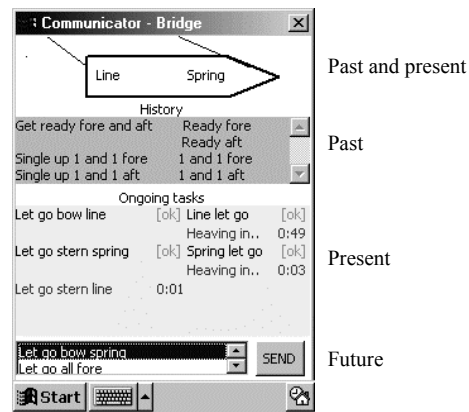 Communicator - Bridge
Line Spring
Past and present
History
Get ready fore and aft Ready fore
Ready aft
Past
Single up 1 and 1 fore 1 and 1 fore
Single up 1 and 1 aft 1 and 1 aft
Ongoing tasks
Let go bow line [ok] Line let go [ok]
Heaving in.. 0:49
Let go stern spring [ok] Spring let go [ok]
Present
Heaving in.. 0:03
Let go stern line 0:01
Let go bow spring
SEND
Future
Let go all fore
Start